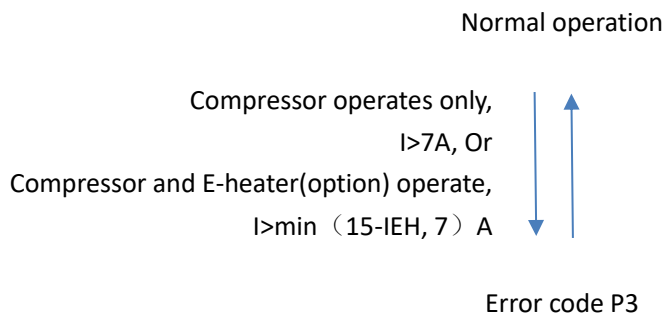 Normal operation
Compressor operates only,
I>7A, Or
Compressor and E-heater(option) operate,
I>min（15-IEH, 7）A
Error code P3